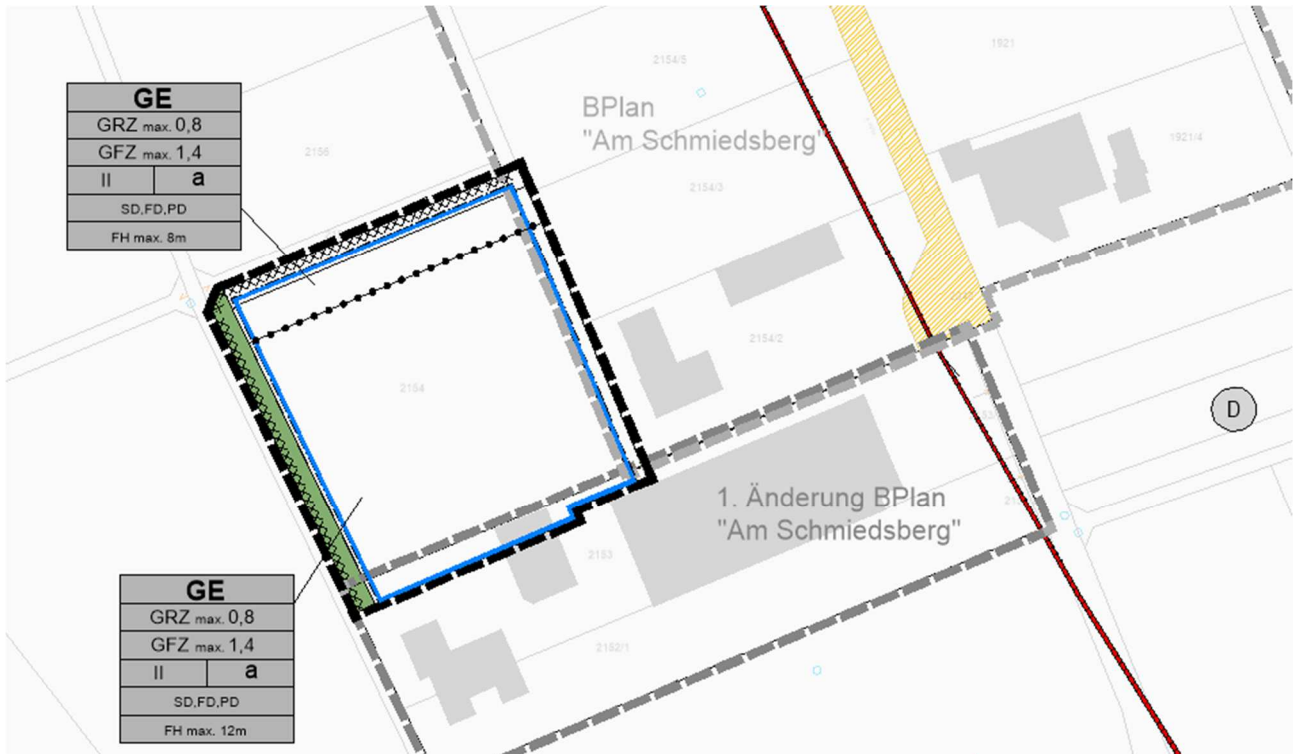 GE
GRZ max. 0,8
GFZ max. 1,4
II a
SD,FD,PD
FH max. 8m
BPlan
"Am Schmiedsberg"
2154/5
1921
1921/4
2156
2154/3
2154/2
2154
D
1. Änderung BPlan
"Am Schmiedsberg"
2153
2152/1
GE
GRZ max. 0,8
GFZ max. 1,4
II a
SD,FD,PD
FH max. 12m